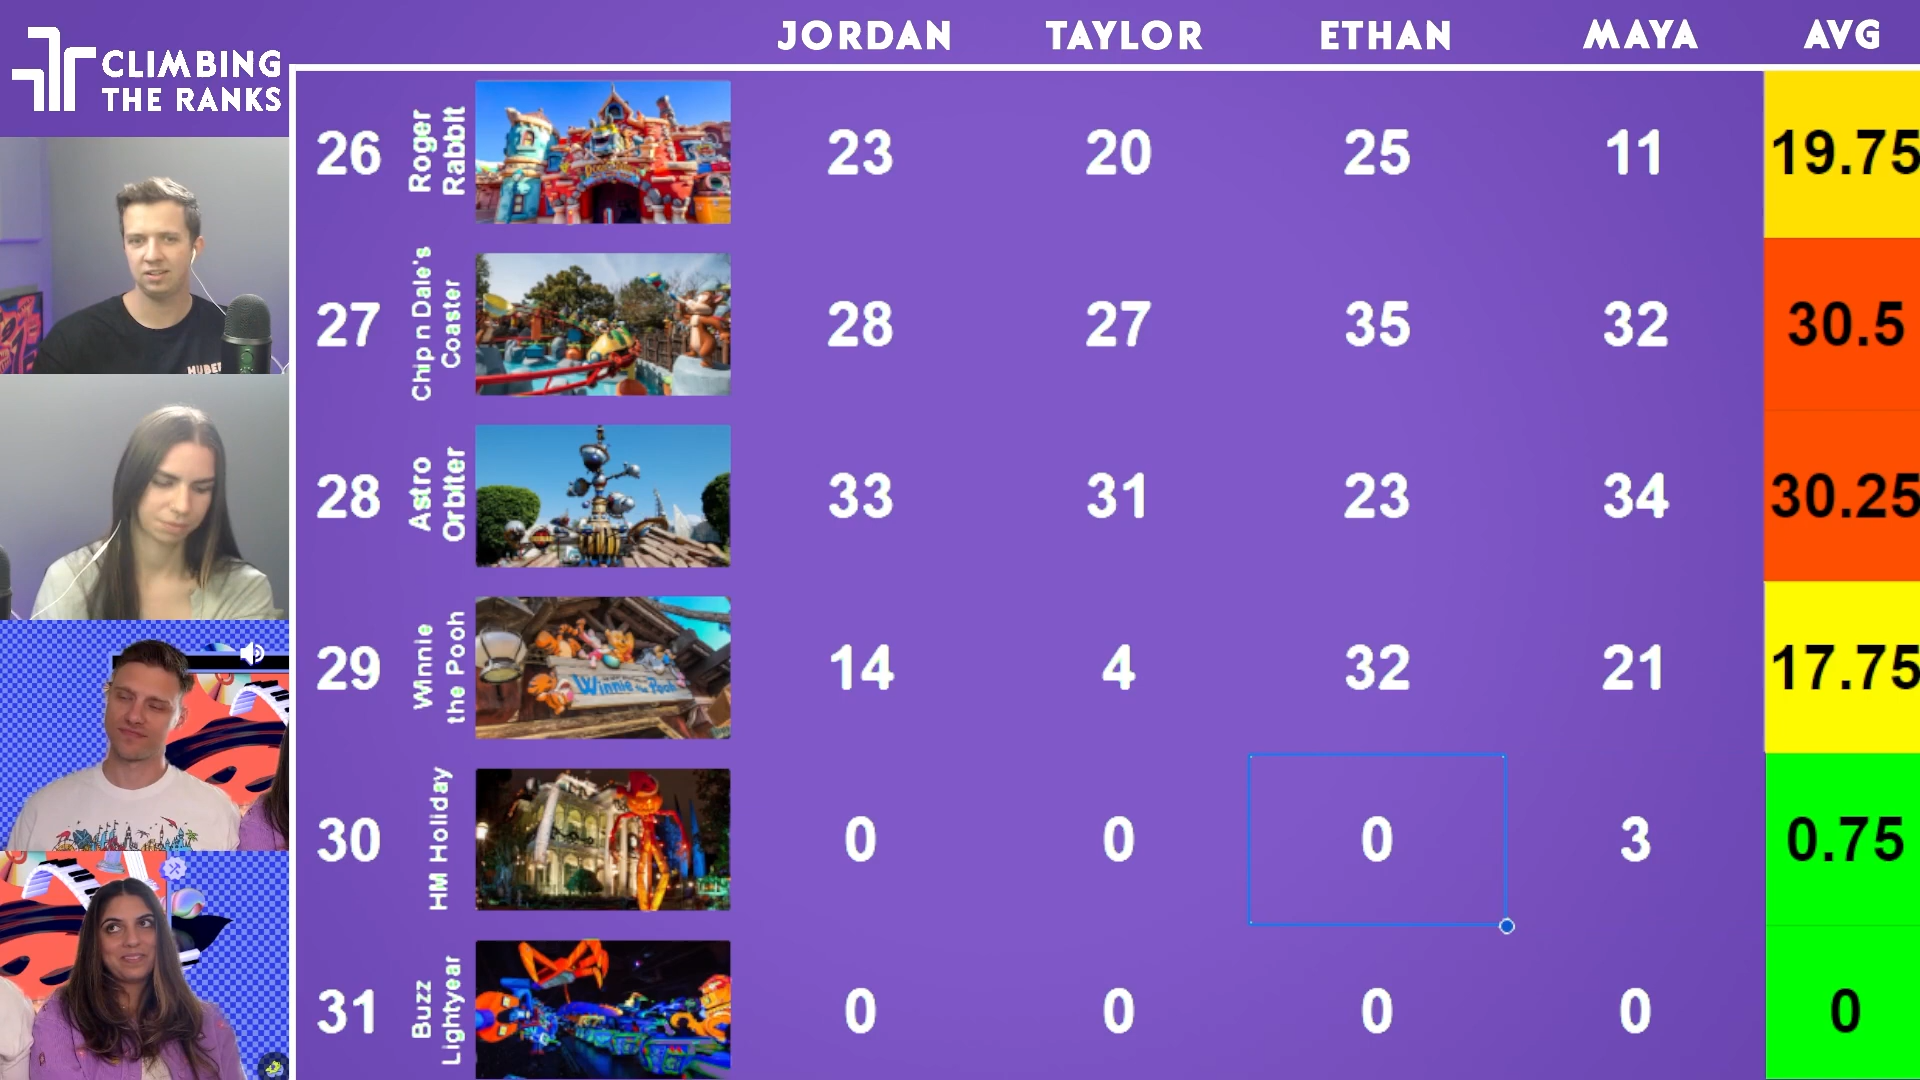 CLIMBING
THE RANKS
JORDAN TAYLOR ETHAN MAYA AVG
26 Roger Rabbit 23 20 25 11 19.75
27 Chip n Dale's Coaster 28 27 35 32 30.5
28 Astro Orbiter 33 31 23 34 30.25
29 Winnie the Pooh 14 4 32 21 17.75
Winnie the Pooh
30 HM Holiday 0 0 0 3 0.75
31 Buzz Lightyear 0 0 0 0 0